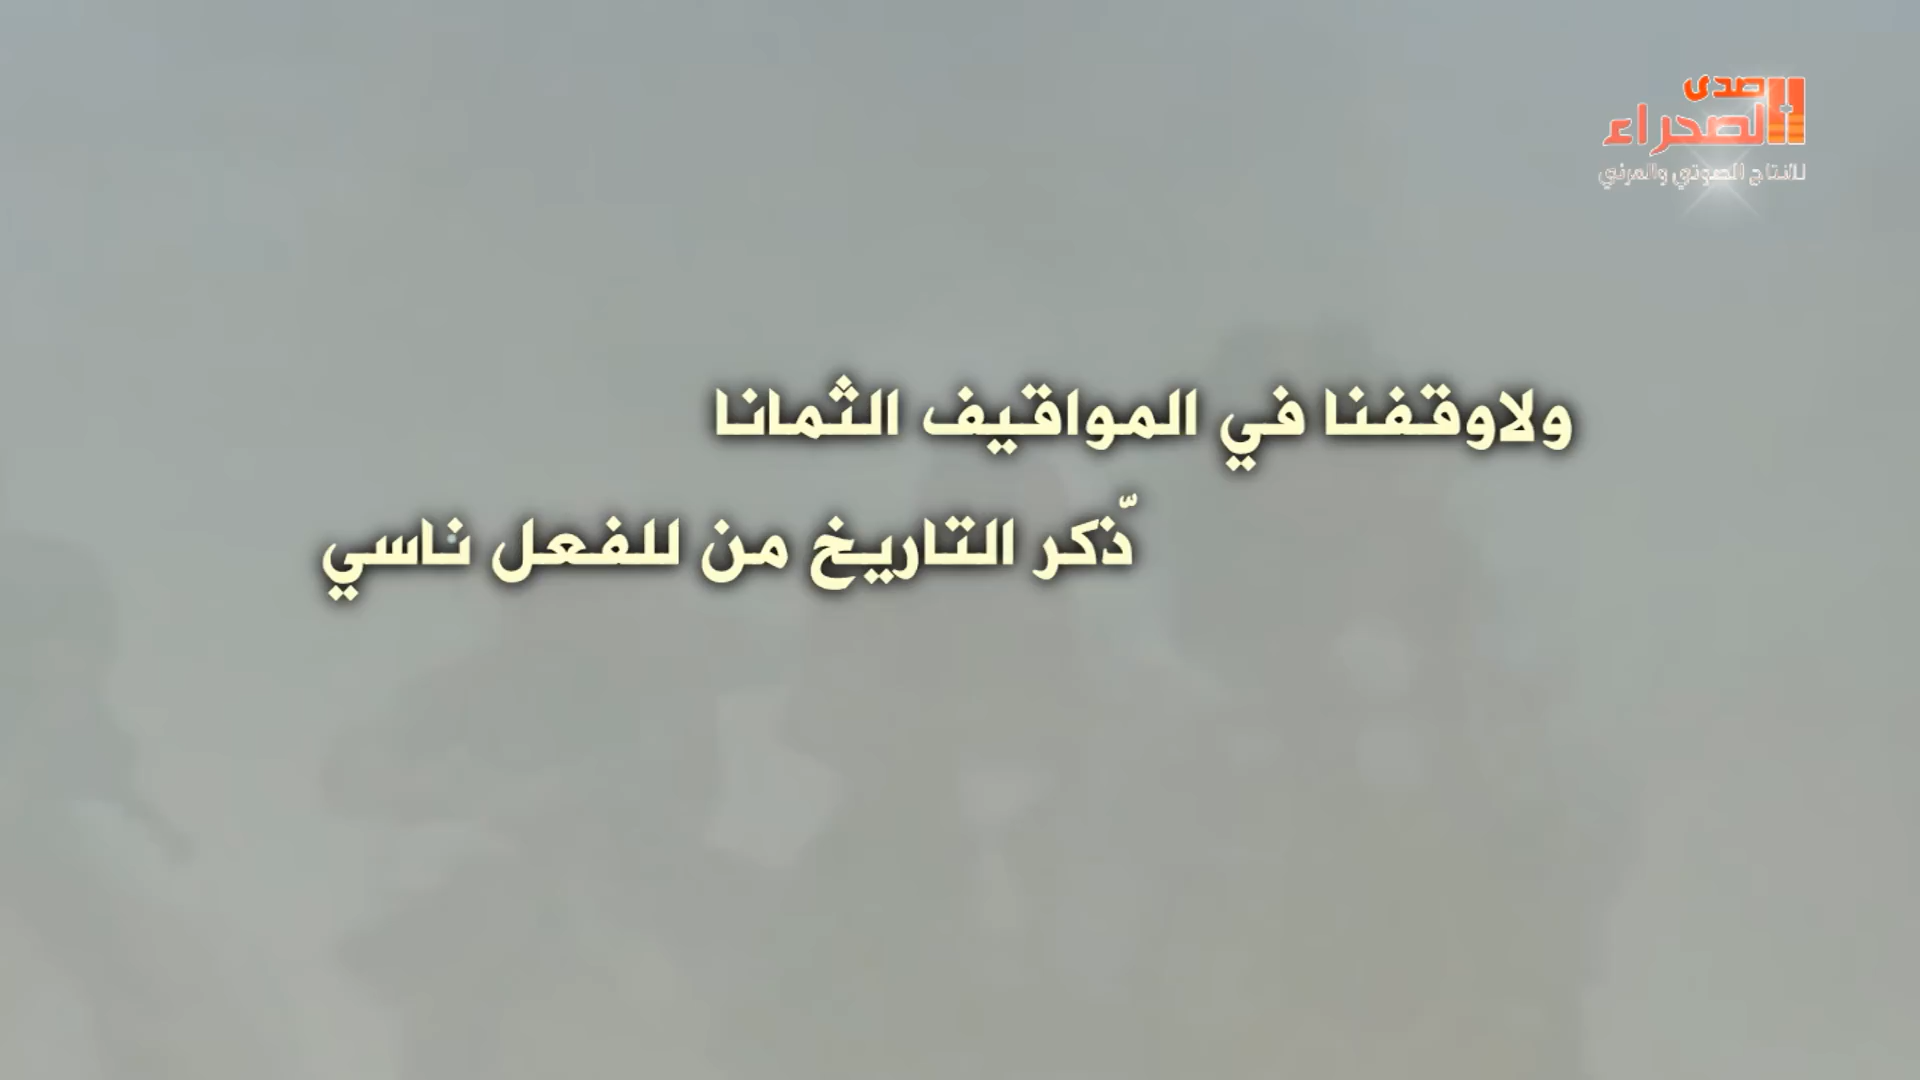 صدى
الصحراء
للانتاج الصوتي والمرئي
ولاوقفنا في المواقيف الثمانا
ذّكر التاريخ من للفعل ناسي